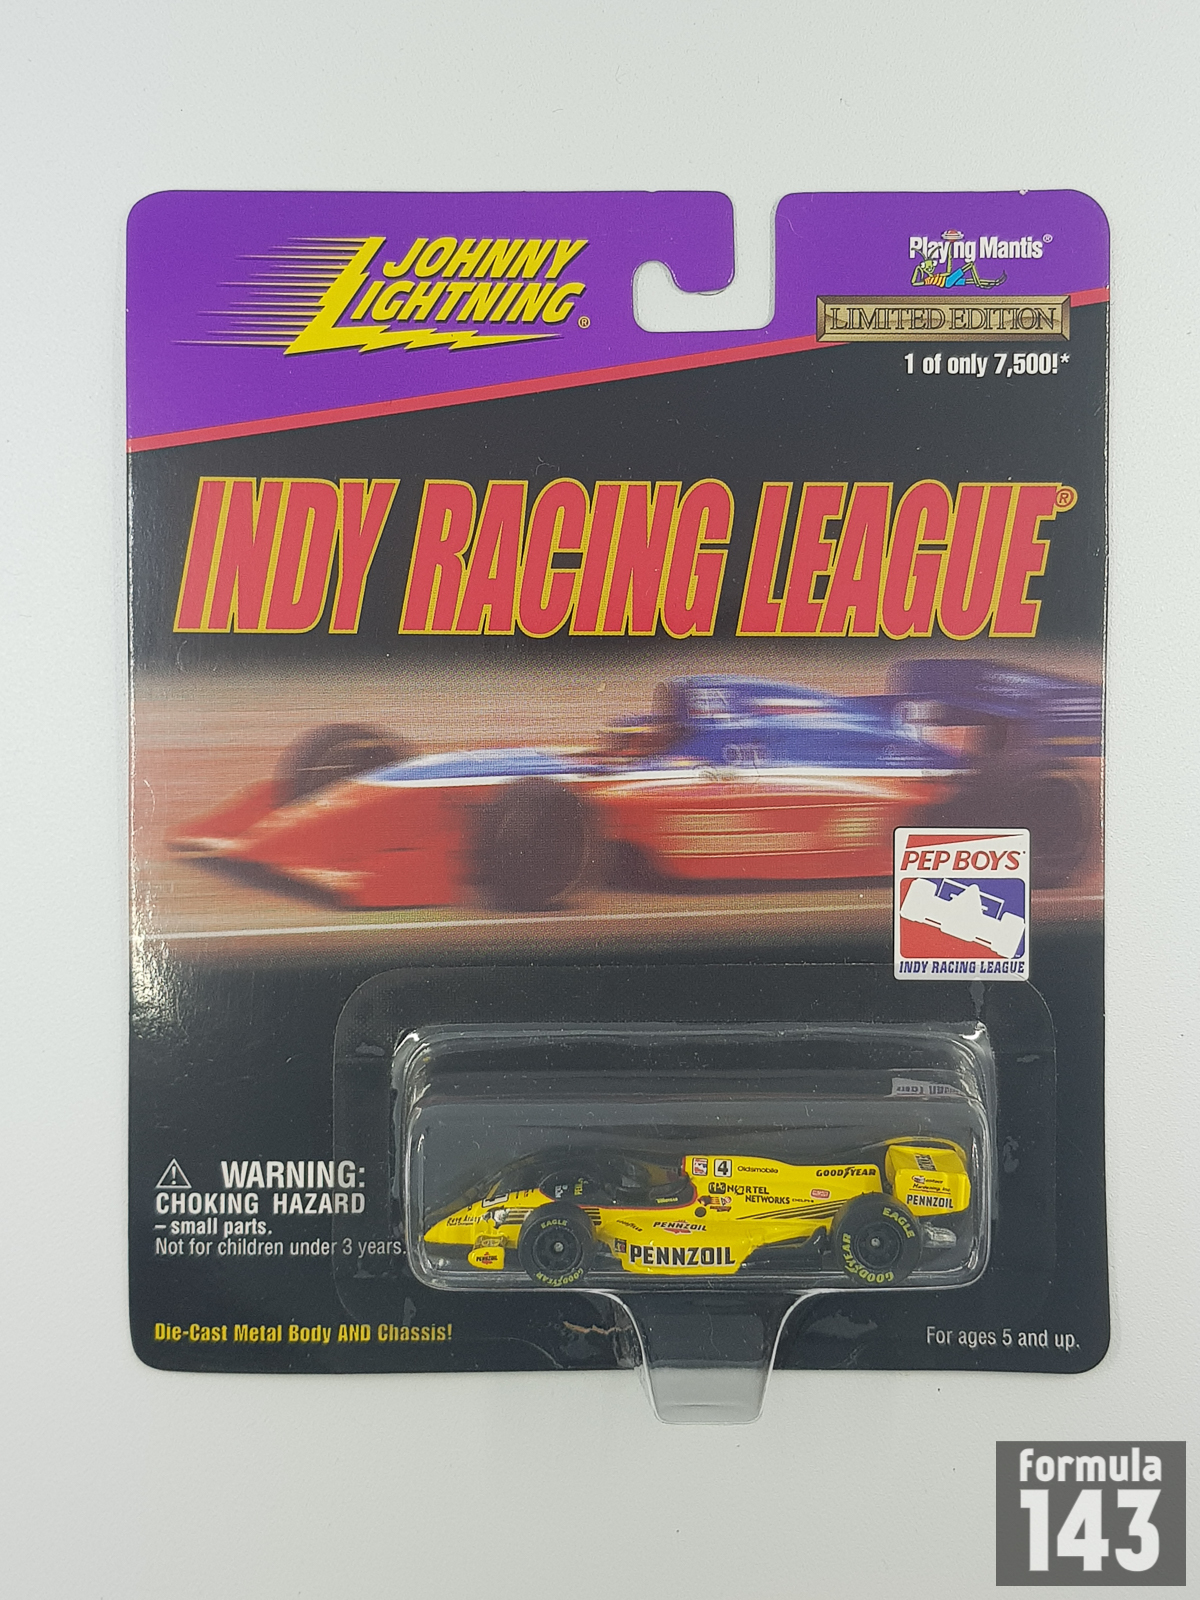 JOHNNY
LIGHTNING®
Playing Mantis®
LIMITED EDITION
1 of only 7,500!*
INDY RACING LEAGUE®
PEP BOYS
INDY RACING LEAGUE
4
Oldsmobile
GOODYEAR
NORTEL
NETWORKS
PENNZOIL
PENNZOIL
EAGLE
GOODYEAR
PENNZOIL
EAGLE
GOODYEAR
WARNING:
CHOKING HAZARD
– small parts.
Not for children under 3 years.
Die-Cast Metal Body AND Chassis!
For ages 5 and up.
formula
143